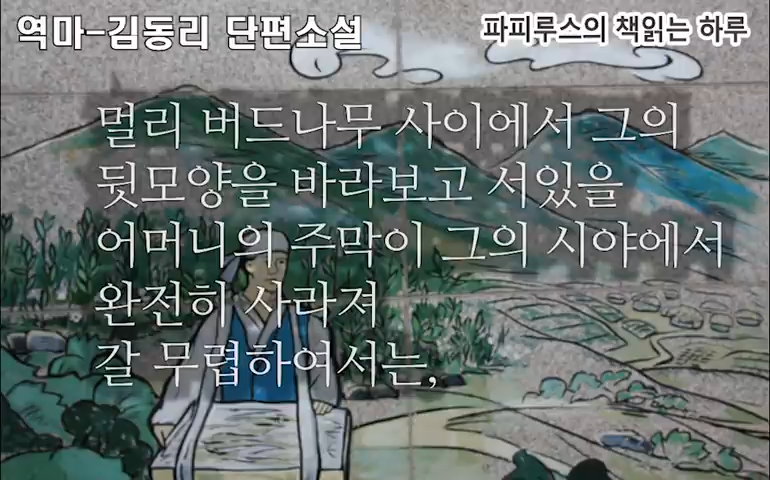 역마-김동리 단편소설
파피루스의 책읽는 하루
멀리 버드나무 사이에서 그의
뒷모양을 바라보고 서있을
어머니의 주막이 그의 시야에서
완전히 사라져
갈 무렵하여서는,